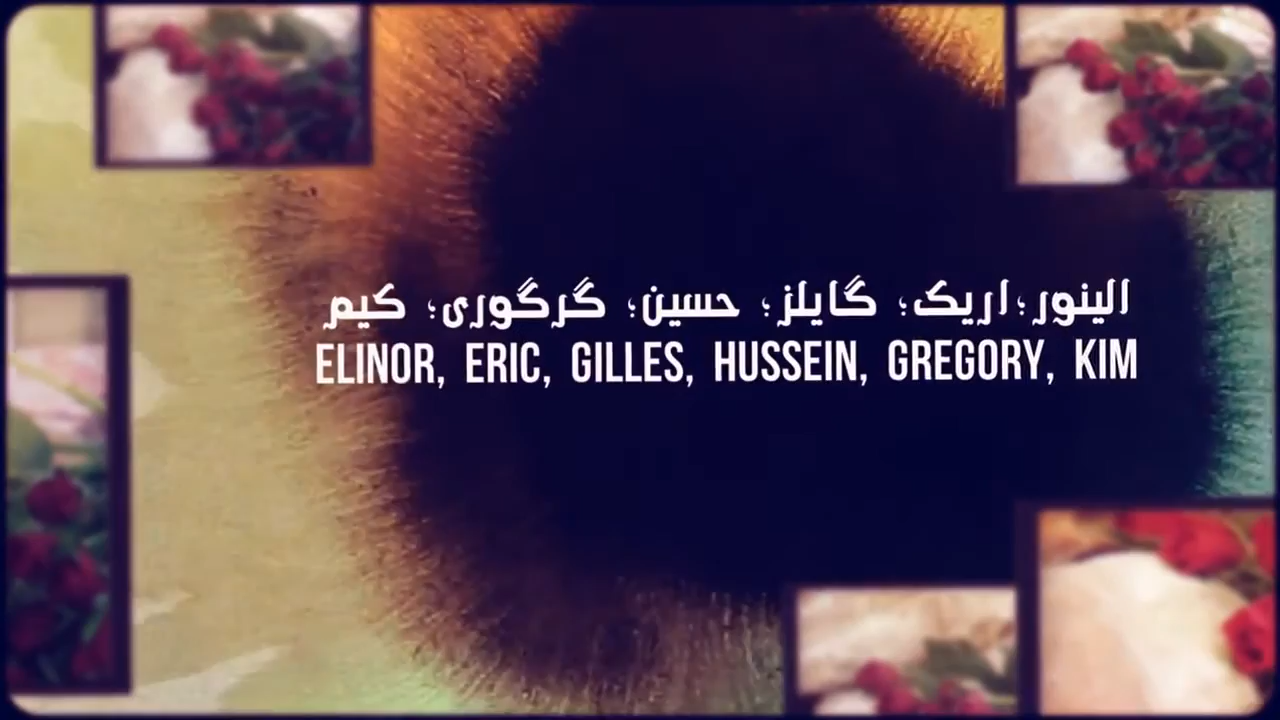 الینور؛اریک؛ گایلز؛ حسین؛ گرگوری؛ کیم
ELINOR, ERIC, GILLES, HUSSEIN, GREGORY, KIM